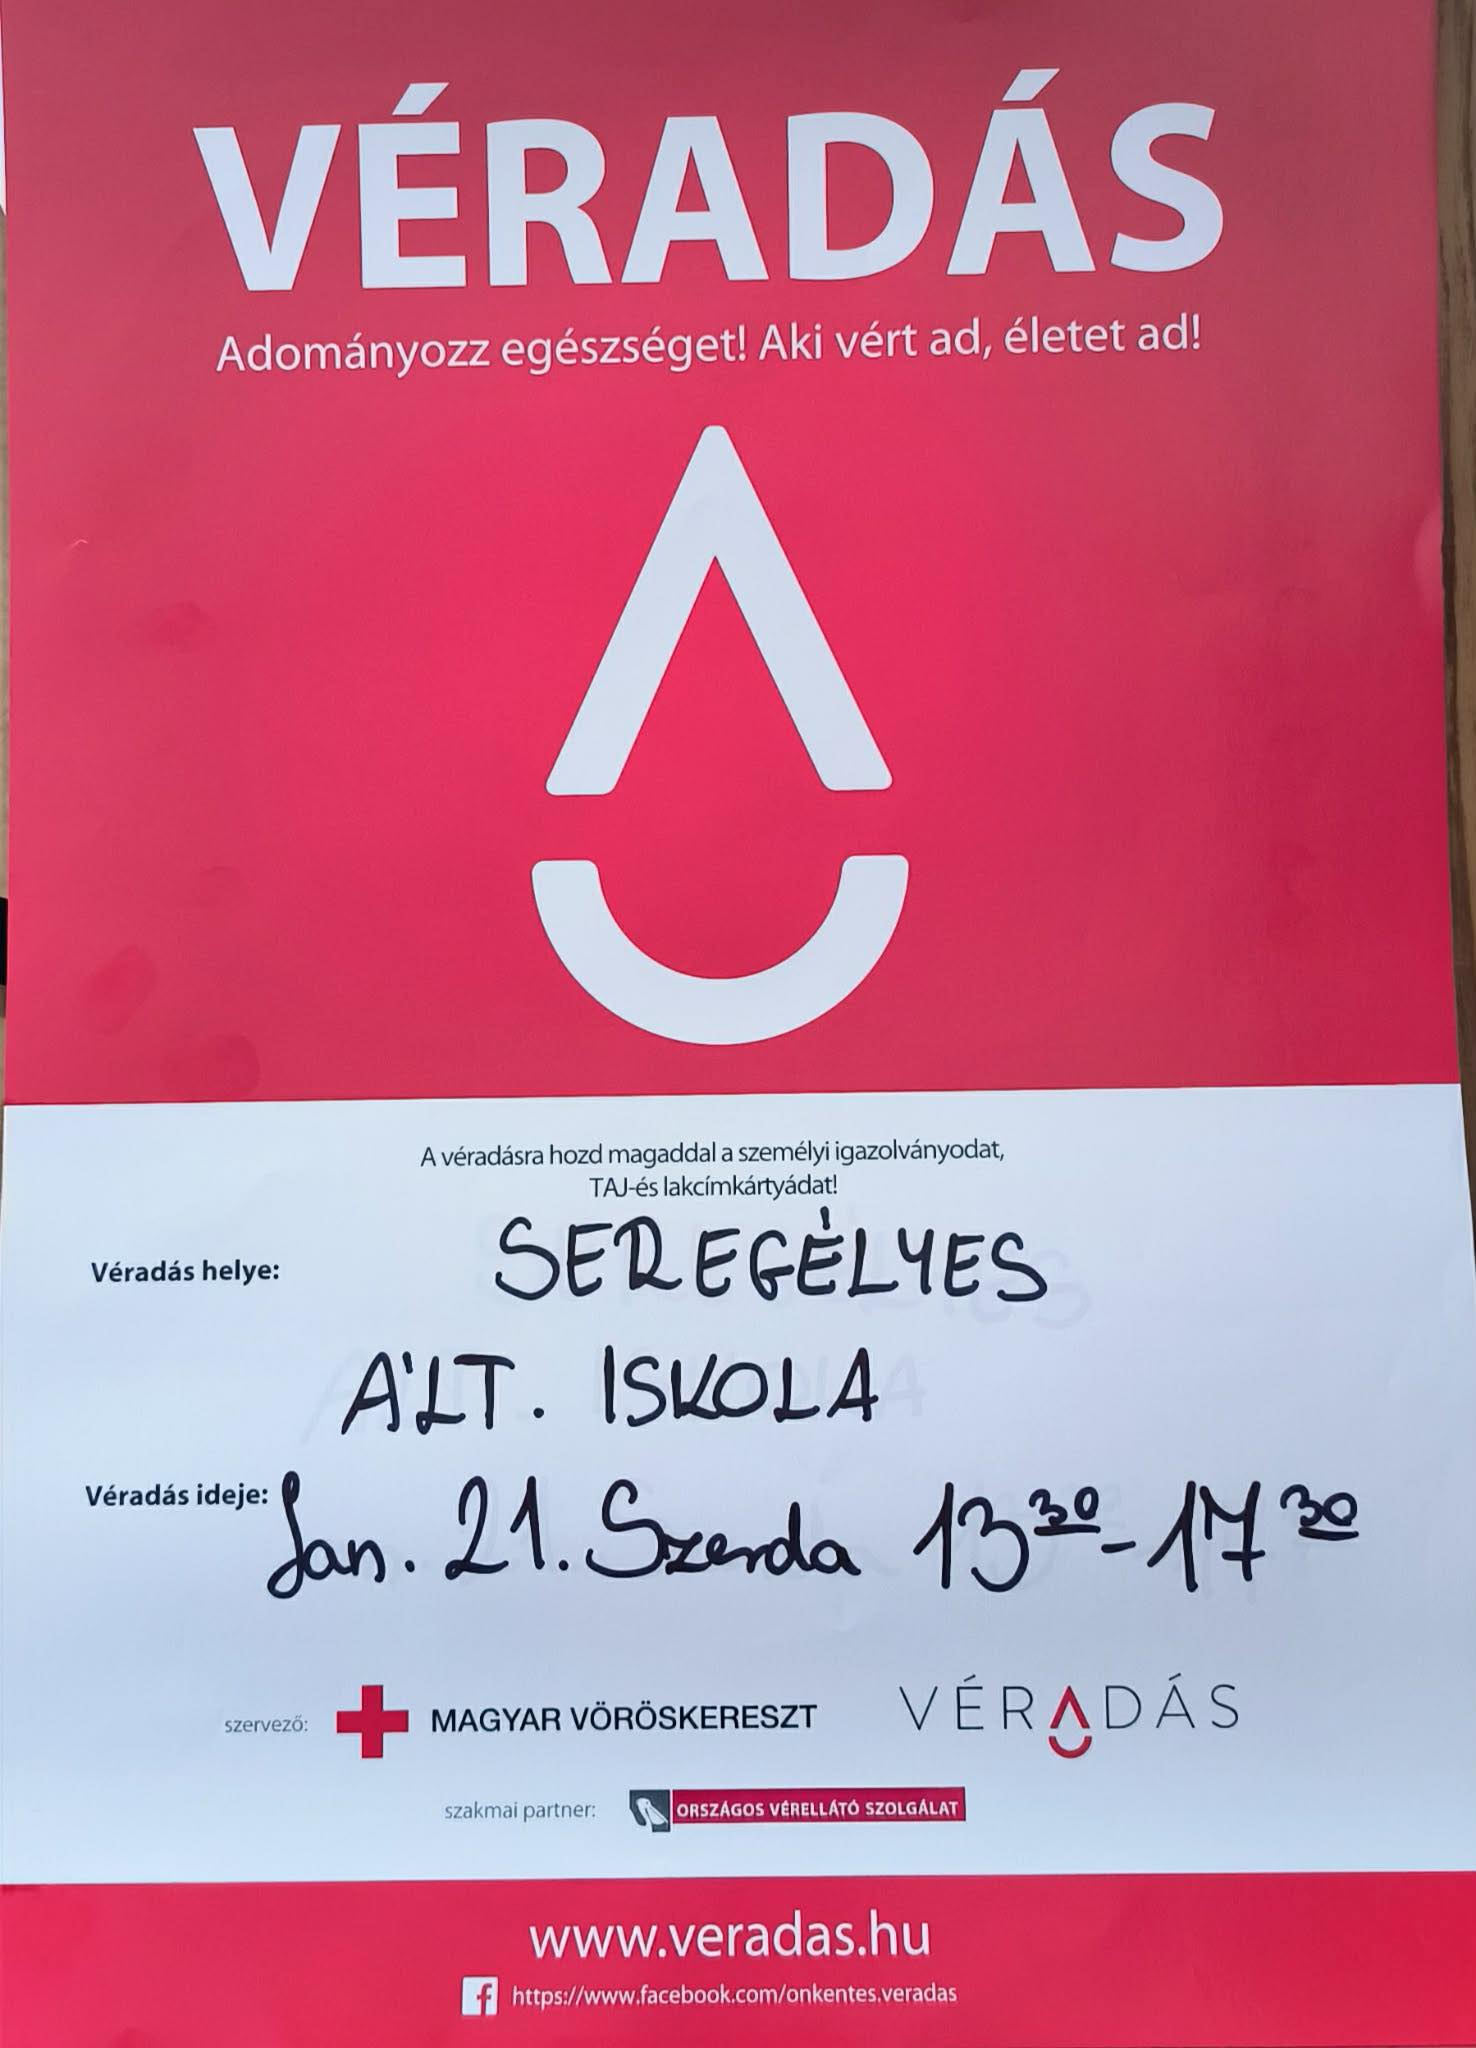 VÉRADÁS
Adományozz egészséget! Aki vért ad, életet ad!
A véradásra hozd magaddal a személyi igazolványodat,
TAJ-és lakcímkártyádat!
Véradás helye: SEREGÉLYES
ÁLT. ISKOLA
Véradás ideje: Jan. 21. Szerda 13³⁰-17³⁰
szervező: MAGYAR VÖRÖSKERESZT VÉRADÁS
szakmai partner: ORSZÁGOS VÉRELLÁTÓ SZOLGÁLAT
www.veradas.hu
f https://www.facebook.com/onkentes.veradas